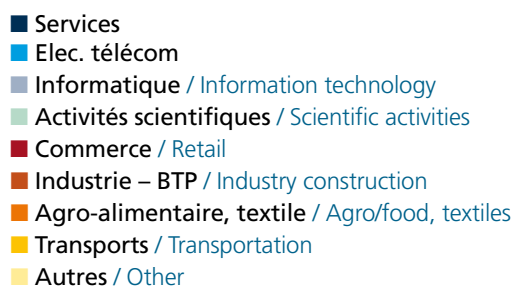 Services
Elec. télécom
Informatique / Information technology
Activités scientifiques / Scientific activities
Commerce / Retail
Industrie – BTP / Industry construction
Agro-alimentaire, textile / Agro/food, textiles
Transports / Transportation
Autres / Other